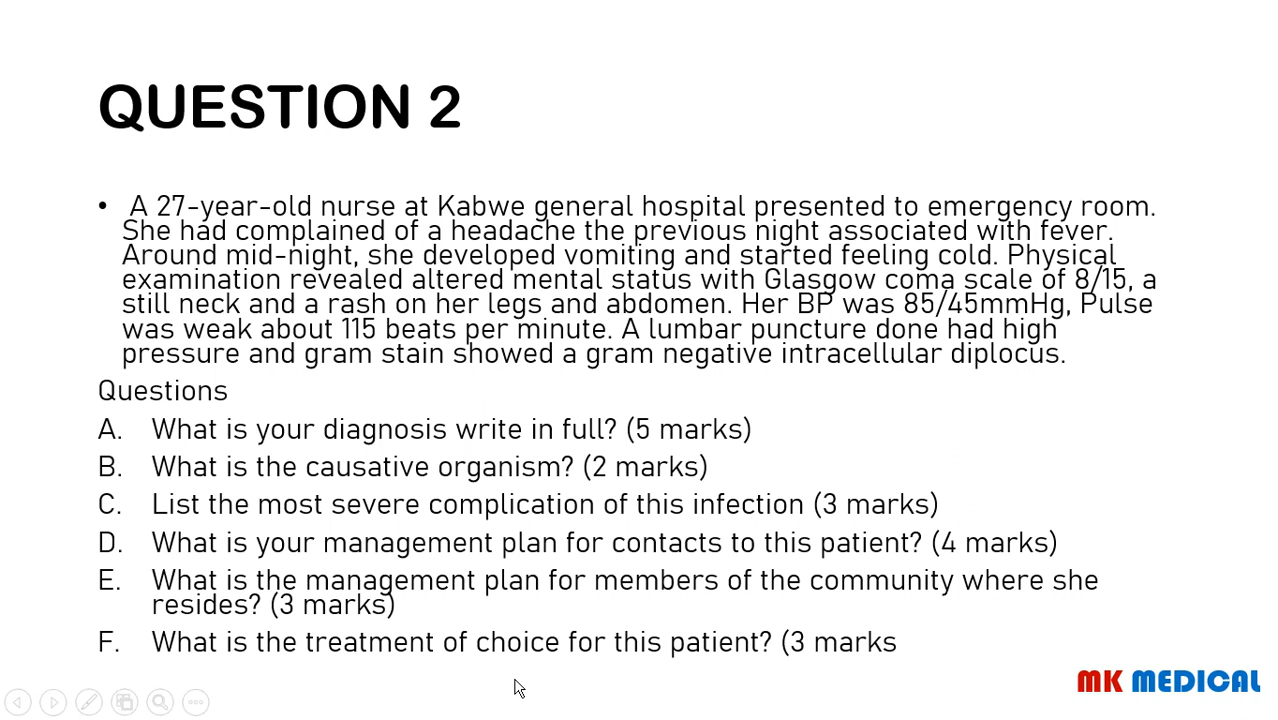 QUESTION 2
• A 27-year-old nurse at Kabwe general hospital presented to emergency room.
She had complained of a headache the previous night associated with fever.
Around mid-night, she developed vomiting and started feeling cold. Physical
examination revealed altered mental status with Glasgow coma scale of 8/15, a
still neck and a rash on her legs and abdomen. Her BP was 85/45mmHg, Pulse
was weak about 115 beats per minute. A lumbar puncture done had high
pressure and gram stain showed a gram negative intracellular diplocus.
Questions
A. What is your diagnosis write in full? (5 marks)
B. What is the causative organism? (2 marks)
C. List the most severe complication of this infection (3 marks)
D. What is your management plan for contacts to this patient? (4 marks)
E. What is the management plan for members of the community where she
resides? (3 marks)
F. What is the treatment of choice for this patient? (3 marks
MK MEDICAL